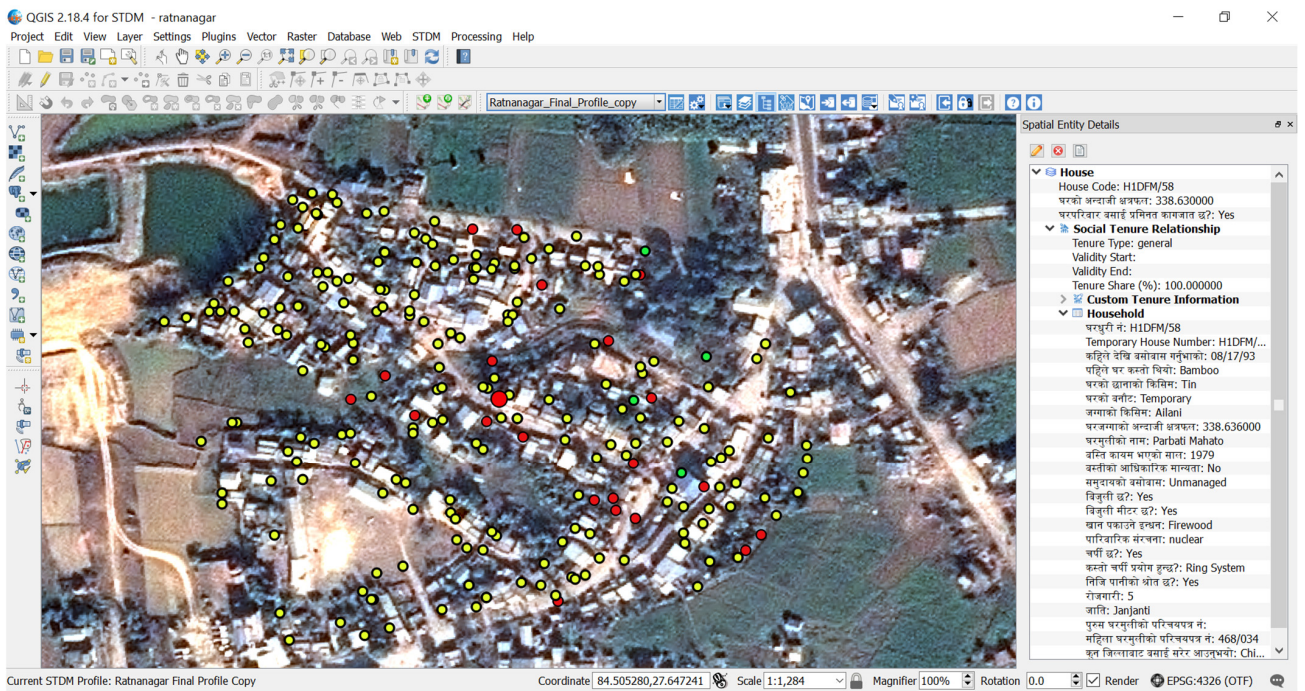 QGIS 2.18.4 for STDM - ratnanagar
Project Edit View Layer Settings Plugins Vector Raster Database Web STDM Processing Help
Ratnanagar_Final_Profile_copy
Spatial Entity Details
House
House Code: H1DFM/58
घरको अन्दाजी क्षत्रफल: 338.630000
घरपरिवार बसाई प्रमिनत कागजात छ?: Yes
Social Tenure Relationship
Tenure Type: general
Validity Start:
Validity End:
Tenure Share (%): 100.000000
Custom Tenure Information
Household
घरधुरी नं: H1DFM/58
Temporary House Number: H1DFM/...
कहिले देखि बसोबास गर्नुभाको: 08/17/93
पहिले घर कस्तो थियो: Bamboo
घरको छानाको किसिम: Tin
घरको बनौट: Temporary
जग्गाको किसिम: Ailani
घरजग्गाको अन्दाजी क्षत्रफल: 338.636000
घरमुलीको नाम: Parbati Mahato
बस्ति कायम भएको साल: 1979
बस्तीको आधिकारिक मान्यता: No
समुदायको बसोबास: Unmanaged
बिजुली छ?: Yes
बिजुली मीटर छ?: Yes
खान पकाउने इन्धन: Firewood
पारिवारिक संरचना: nuclear
चर्पी छ?: Yes
कस्तो चर्पी प्रयोग हुन्छ?: Ring System
निजि पानीको श्रोत छ?: Yes
रोजगारी: 5
जाति: Janjanti
पुरुस घरमुलीको परिचयपत्र नं:
महिला घरमुलीको परिचयपत्र नं: 468/034
कुन जिल्लाबाट बसाई सरेर आउनुभयो: Chi...
Current STDM Profile: Ratnanagar Final Profile Copy Coordinate 84.505280,27.647241 Scale 1:1,284 Magnifier 100% Rotation 0.0 Render EPSG:4326 (OTF)